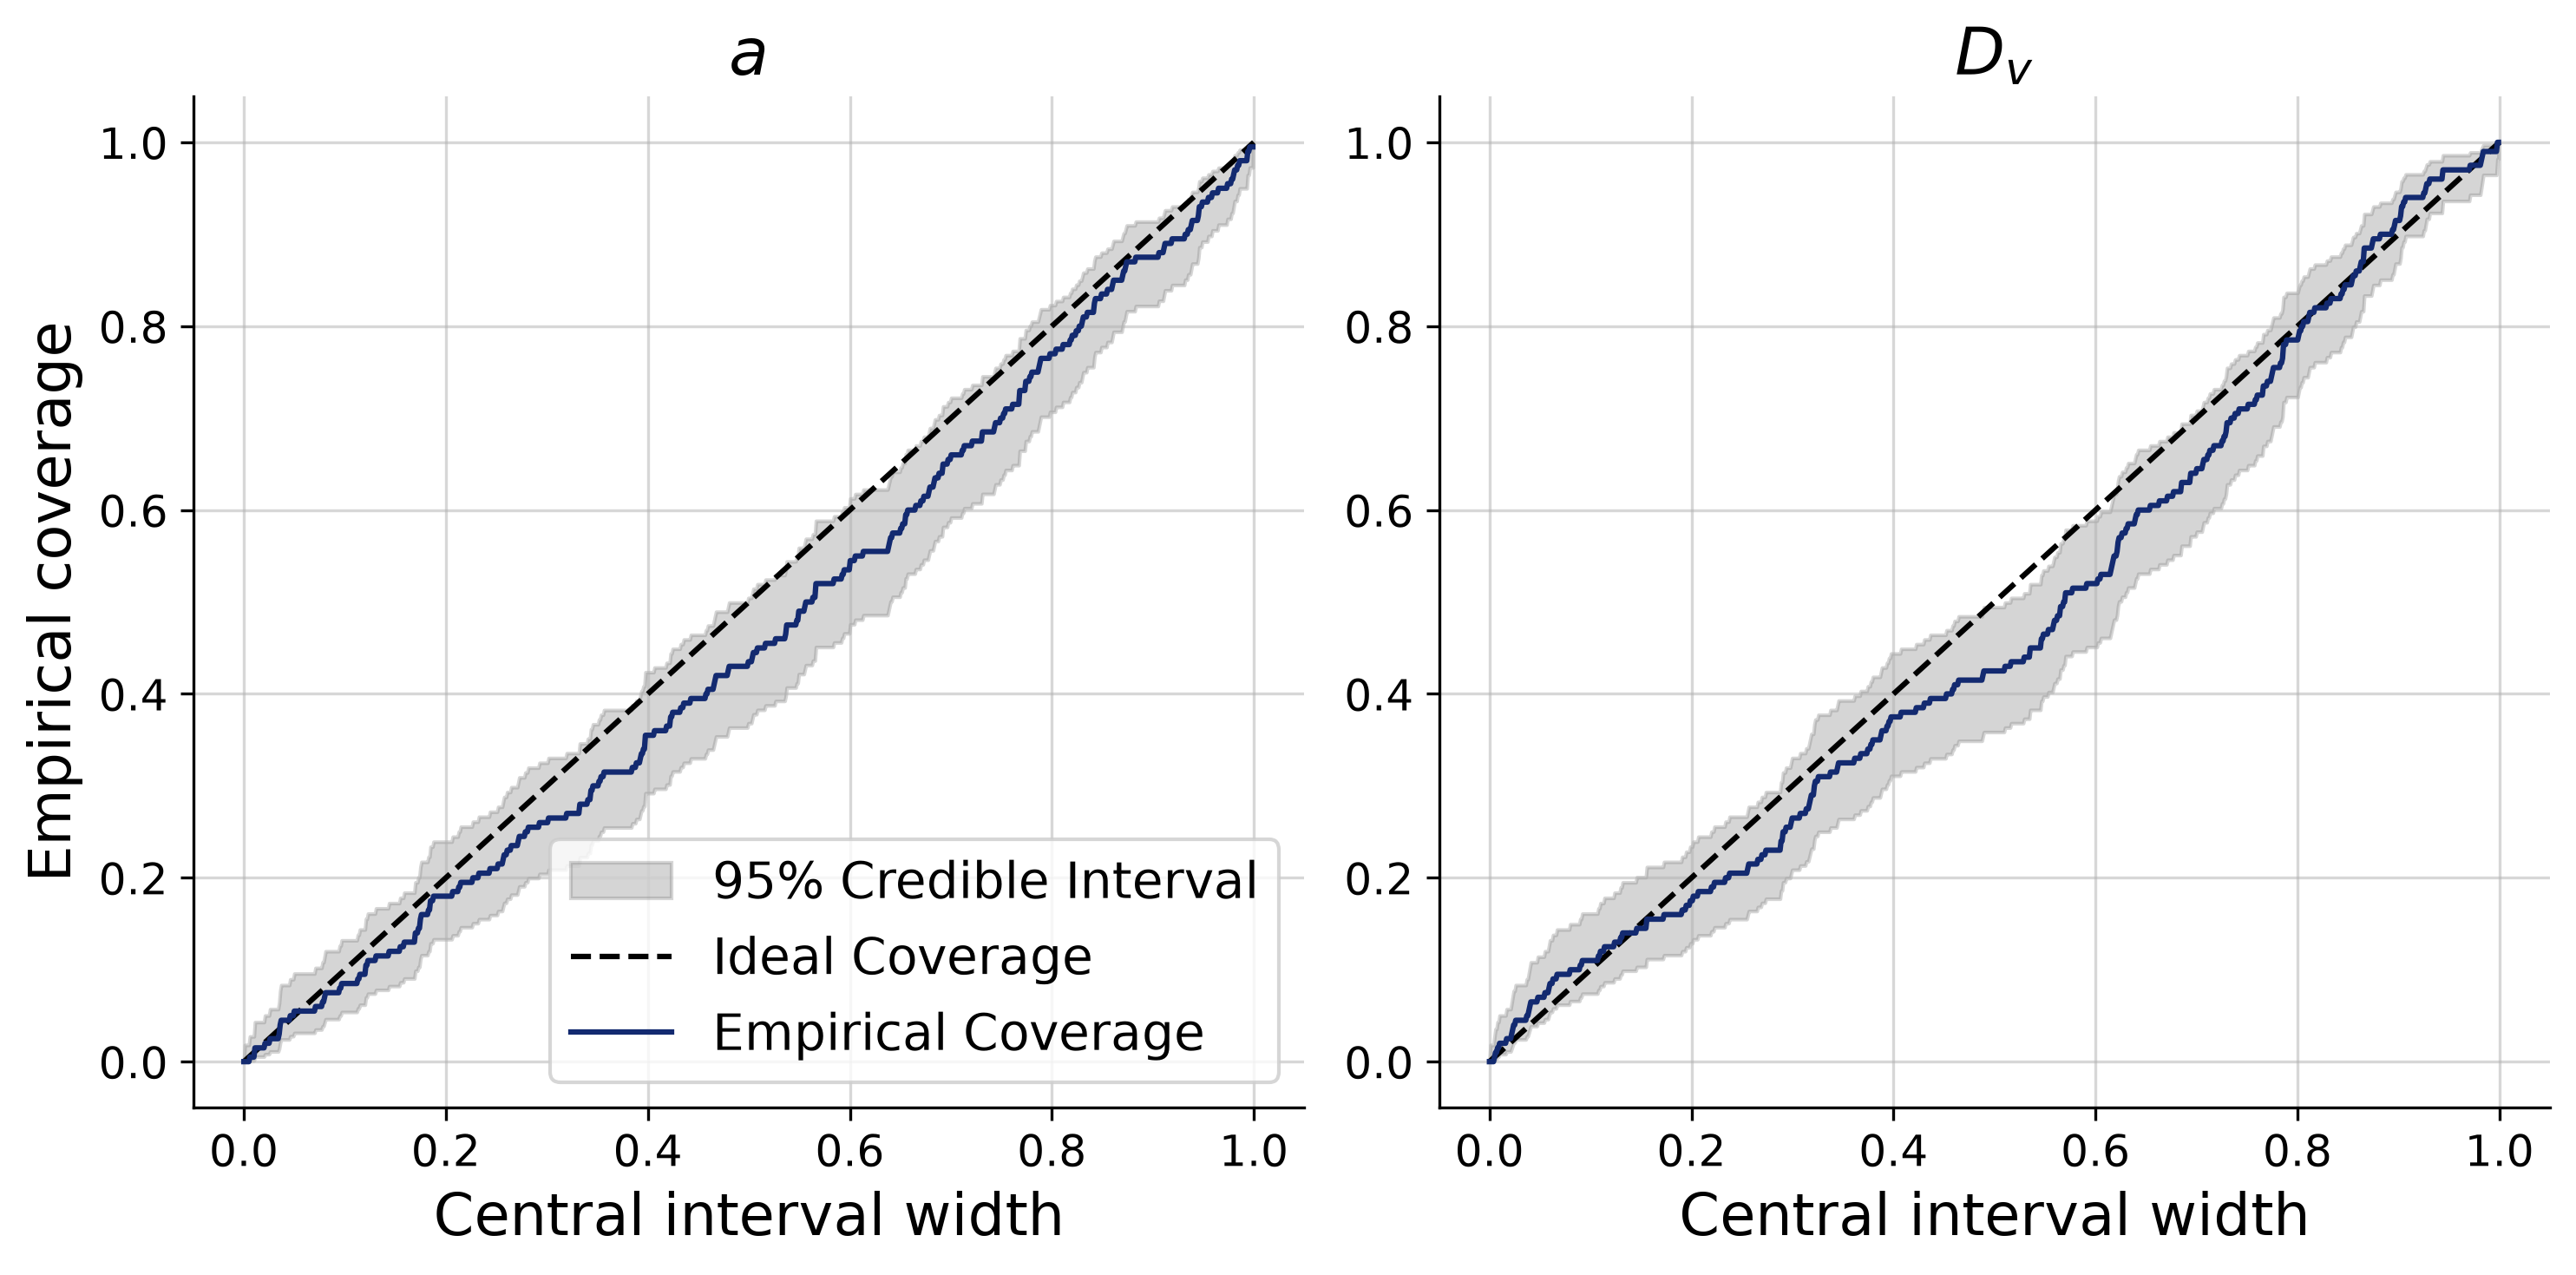 a
Empirical coverage
1.0
0.8
0.6
0.4
0.2
0.0
95% Credible Interval
Ideal Coverage
Empirical Coverage
0.0 0.2 0.4 0.6 0.8 1.0
Central interval width
D_v
1.0
0.8
0.6
0.4
0.2
0.0
0.0 0.2 0.4 0.6 0.8 1.0
Central interval width